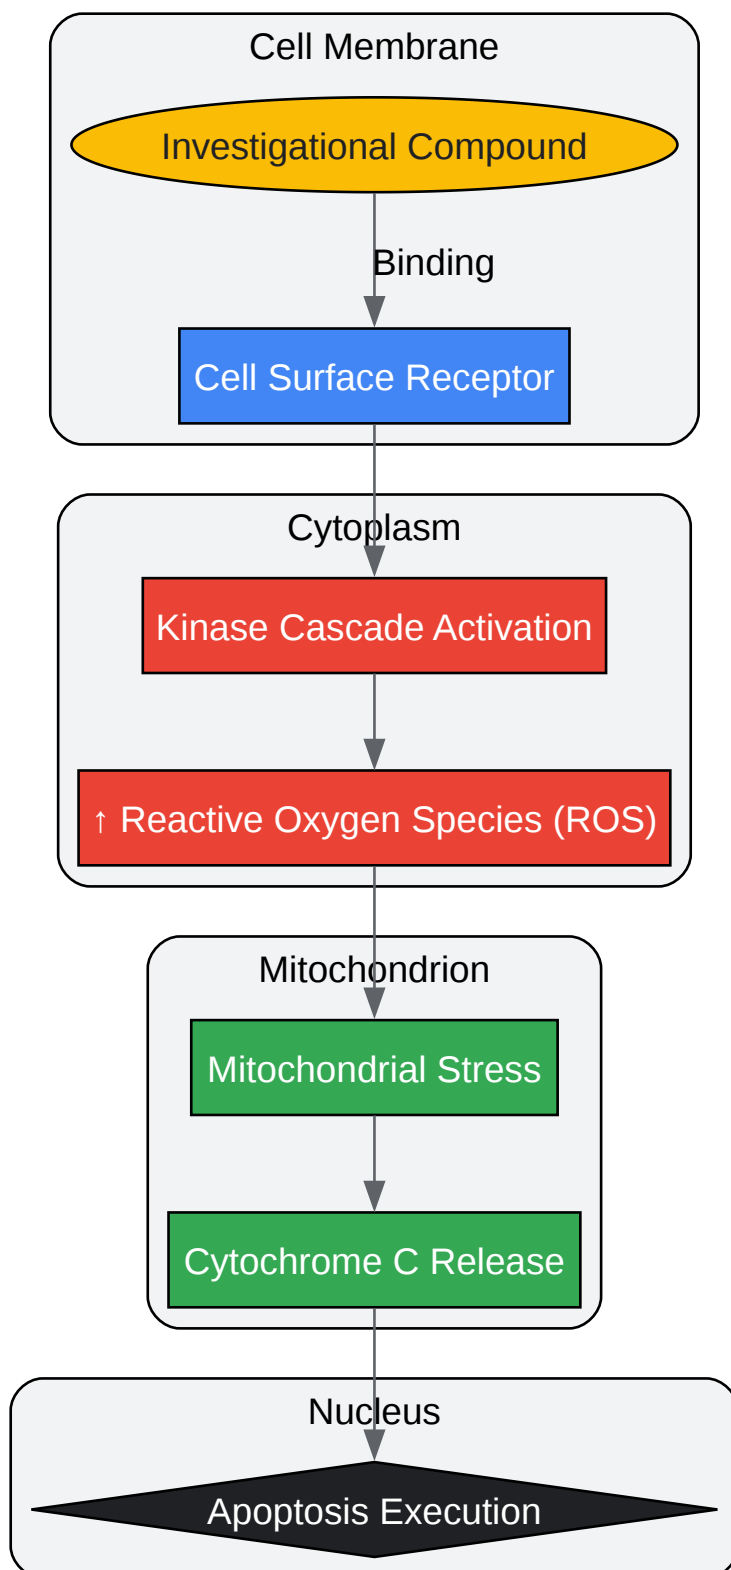 Cell Membrane
Investigational Compound
Binding
Cell Surface Receptor
Cytoplasm
Kinase Cascade Activation
↑ Reactive Oxygen Species (ROS)
Mitochondrion
Mitochondrial Stress
Cytochrome C Release
Nucleus
Apoptosis Execution